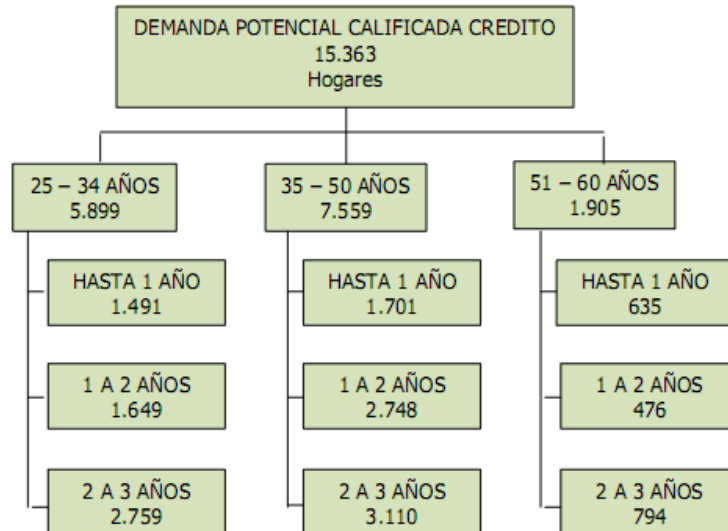 DEMANDA POTENCIAL CALIFICADA CREDITO
15.363
Hogares
25 – 34 AÑOS
5.899
HASTA 1 AÑO
1.491
1 A 2 AÑOS
1.649
2 A 3 AÑOS
2.759
35 – 50 AÑOS
7.559
HASTA 1 AÑO
1.701
1 A 2 AÑOS
2.748
2 A 3 AÑOS
3.110
51 – 60 AÑOS
1.905
HASTA 1 AÑO
635
1 A 2 AÑOS
476
2 A 3 AÑOS
794